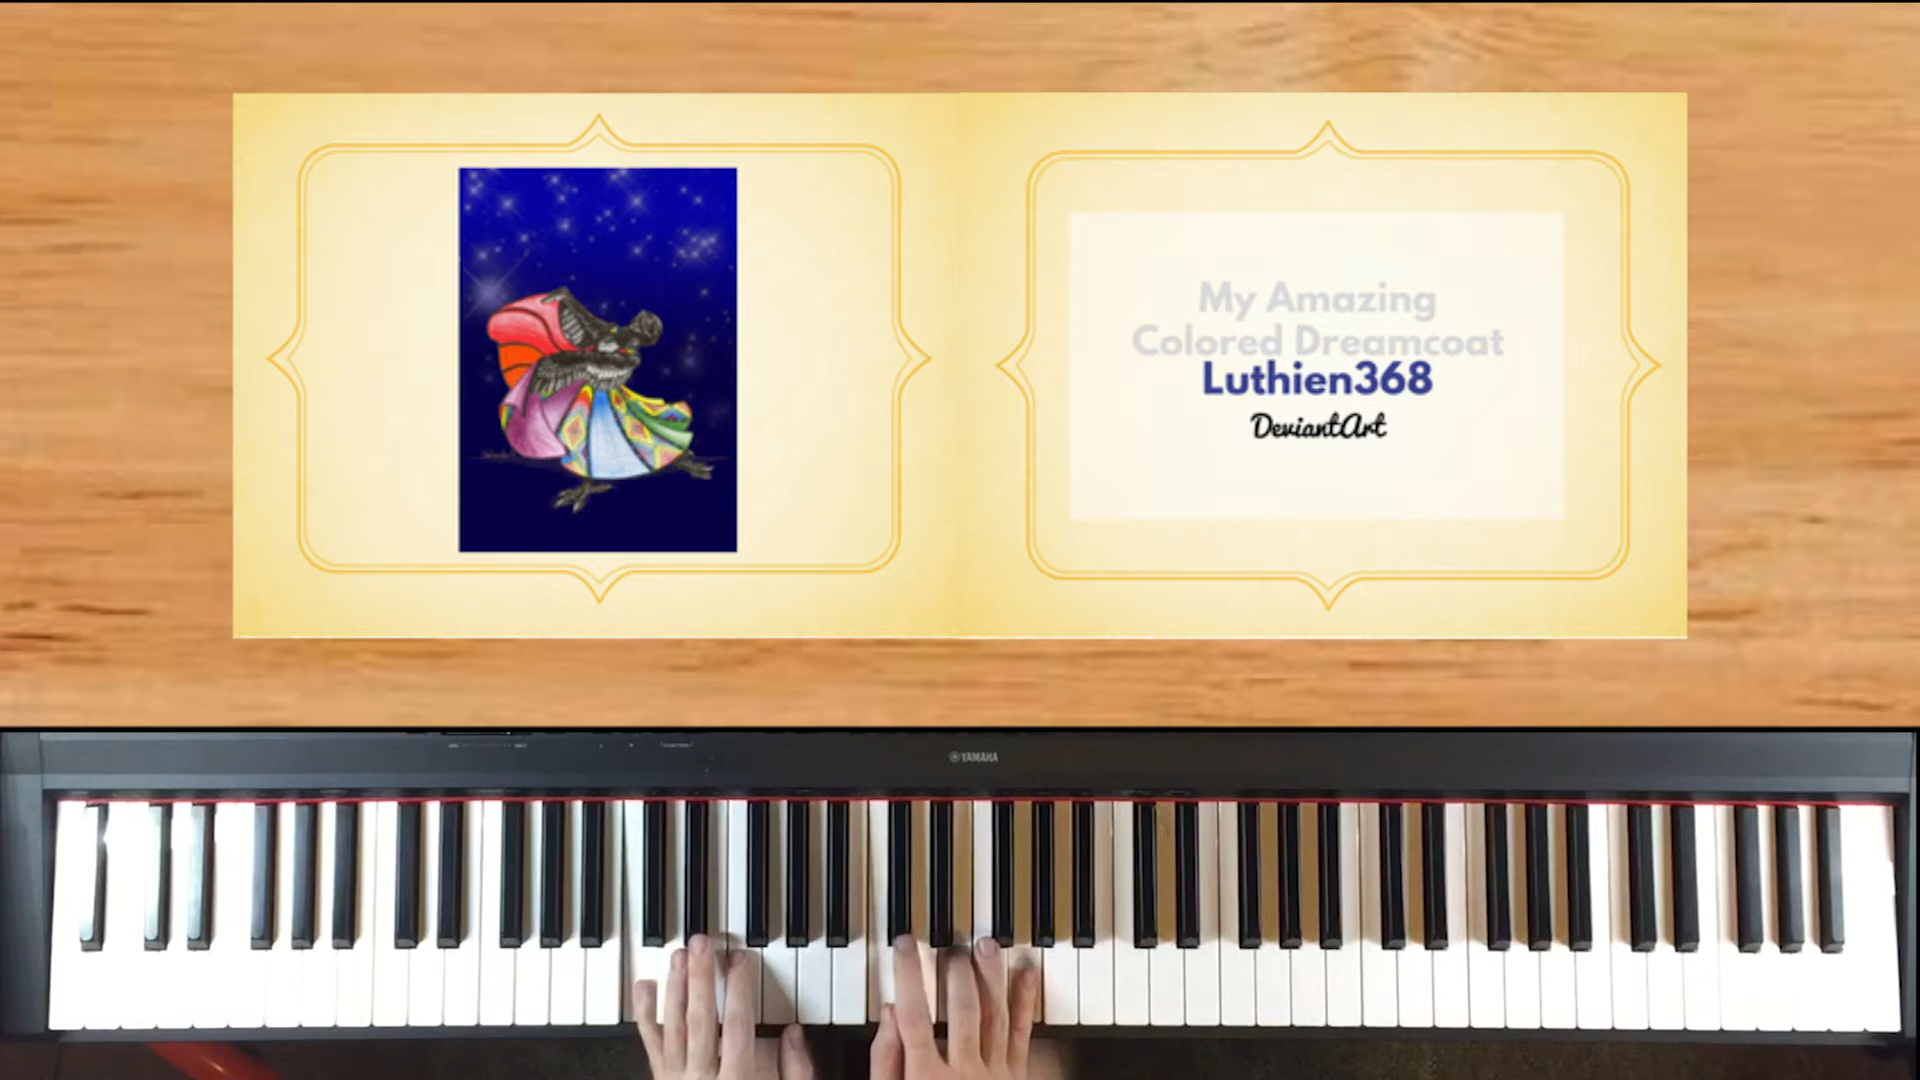 My Amazing
Colored Dreamcoat
Luthien368
DeviantArt
YAMAHA